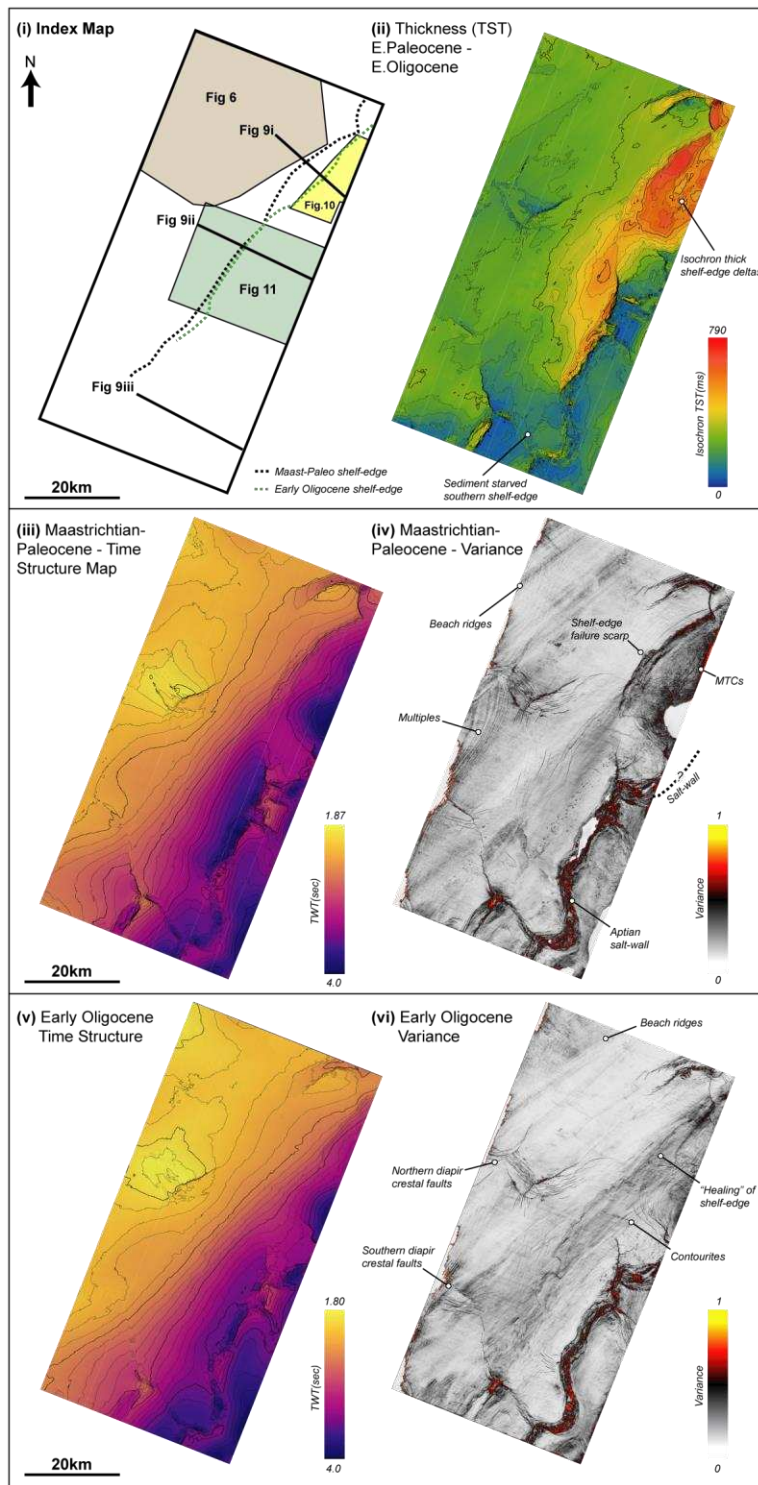 (i) Index Map
N
Fig 6
Fig 9i
Fig.10
Fig 9ii
Fig 11
Fig 9iii
Maast-Paleo shelf-edge
Early Oligocene shelf-edge
20km
(ii) Thickness (TST)
E.Paleocene -
E.Oligocene
Isochron thick
shelf-edge deltas
790
Isochron TST(ms)
0
Sediment starved
southern shelf-edge
(iii) Maastrichtian-
Paleocene - Time
Structure Map
1.87
TWT(sec)
4.0
20km
(iv) Maastrichtian-
Paleocene - Variance
Beach ridges
Shelf-edge
failure scarp
MTCs
Multiples
?
Salt-wall
1
Variance
0
Aptian
salt-wall
(v) Early Oligocene
Time Structure
1.80
TWT(sec)
4.0
20km
(vi) Early Oligocene
Variance
Beach ridges
Northern diapir
crestal faults
"Healing" of
shelf-edge
Contourites
Southern diapir
crestal faults
1
Variance
0